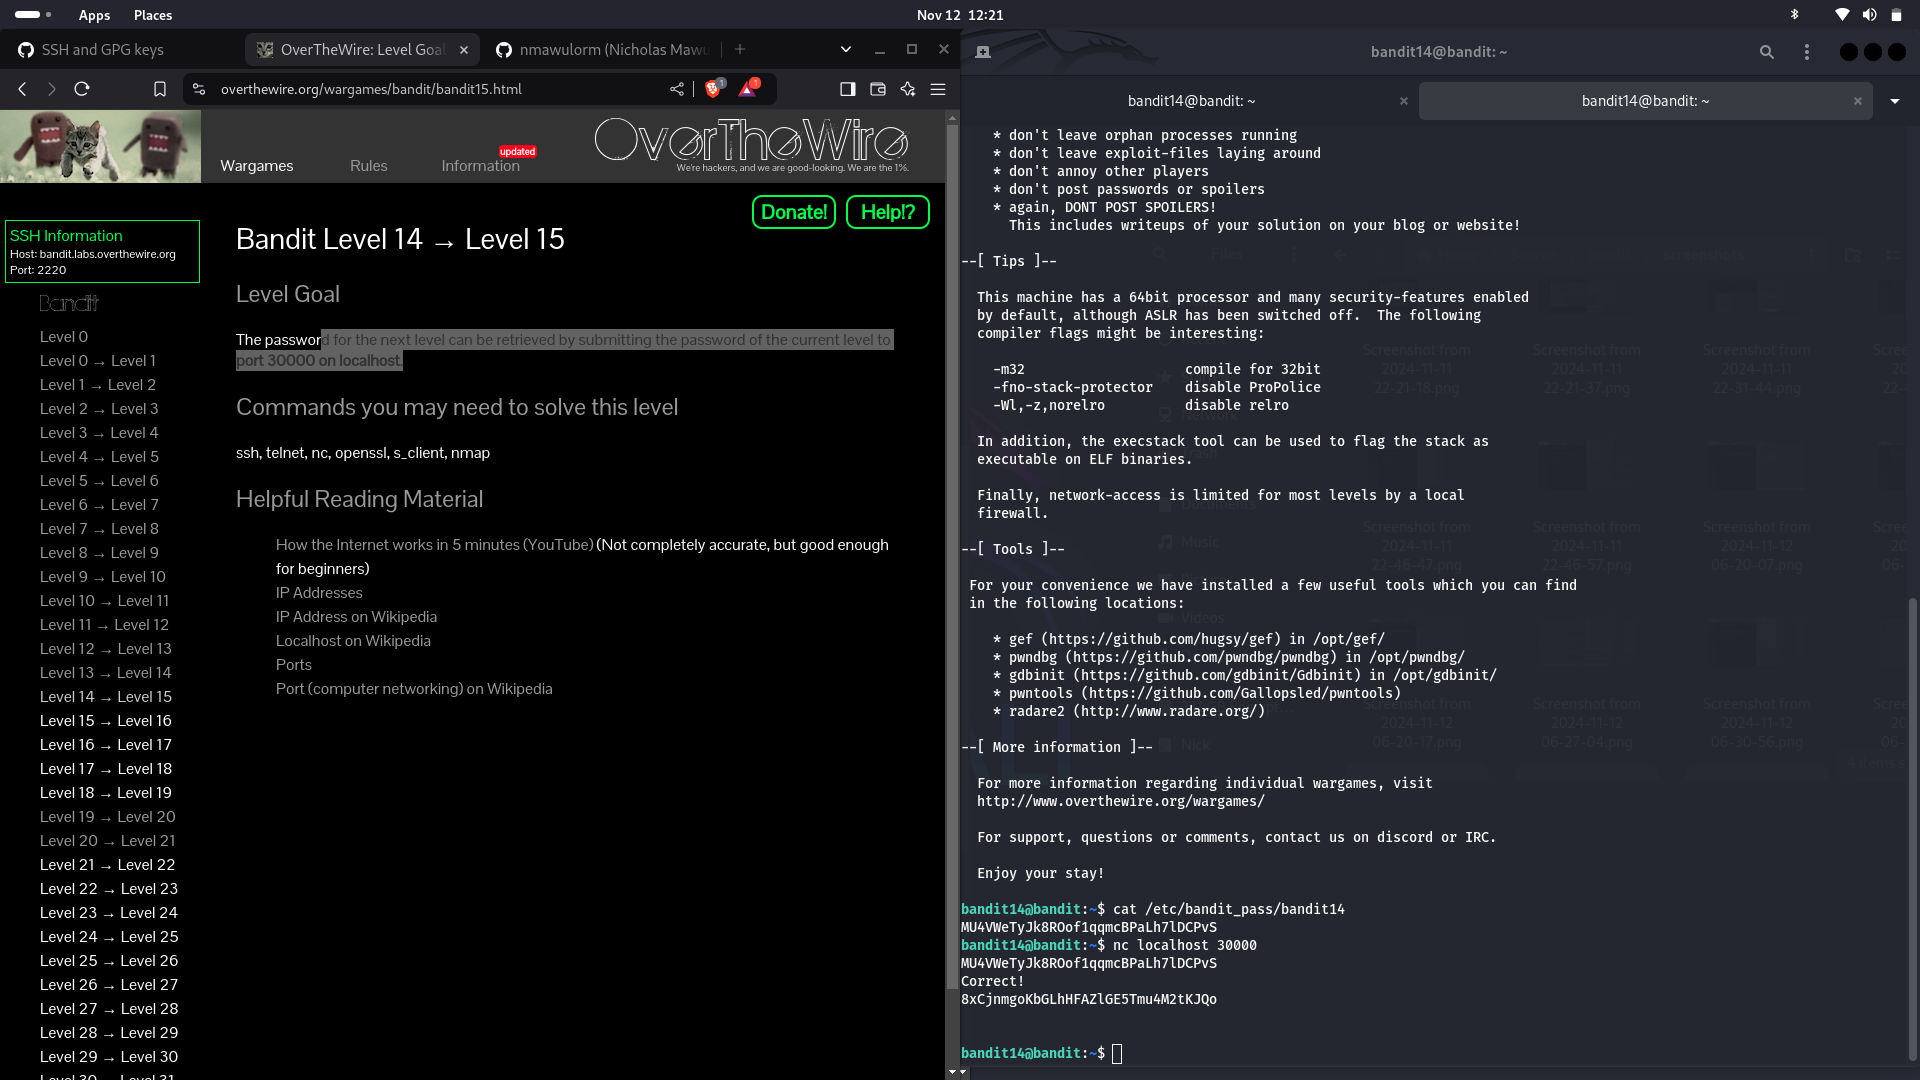 Apps Places
Nov 12 12:21
SSH and GPG keys
OverTheWire: Level Goal
nmawulorm (Nicholas Mawu
overthewire.org/wargames/bandit/bandit15.html
1
1
OverTheWire
We're hackers, and we are good-looking. We are the 1%.
Wargames
Rules
Information
updated
Donate!
Help!?
SSH Information
Host: bandit.labs.overthewire.org
Port: 2220
Bandit
Level 0
Level 0 → Level 1
Level 1 → Level 2
Level 2 → Level 3
Level 3 → Level 4
Level 4 → Level 5
Level 5 → Level 6
Level 6 → Level 7
Level 7 → Level 8
Level 8 → Level 9
Level 9 → Level 10
Level 10 → Level 11
Level 11 → Level 12
Level 12 → Level 13
Level 13 → Level 14
Level 14 → Level 15
Level 15 → Level 16
Level 16 → Level 17
Level 17 → Level 18
Level 18 → Level 19
Level 19 → Level 20
Level 20 → Level 21
Level 21 → Level 22
Level 22 → Level 23
Level 23 → Level 24
Level 24 → Level 25
Level 25 → Level 26
Level 26 → Level 27
Level 27 → Level 28
Level 28 → Level 29
Level 29 → Level 30
Level 30 → Level 31
Bandit Level 14 → Level 15
Level Goal
The password for the next level can be retrieved by submitting the password of the current level to
port 30000 on localhost.
Commands you may need to solve this level
ssh, telnet, nc, openssl, s_client, nmap
Helpful Reading Material
How the Internet works in 5 minutes (YouTube) (Not completely accurate, but good enough
for beginners)
IP Addresses
IP Address on Wikipedia
Localhost on Wikipedia
Ports
Port (computer networking) on Wikipedia
bandit14@bandit: ~
bandit14@bandit: ~
bandit14@bandit: ~
* don't leave orphan processes running
* don't leave exploit-files laying around
* don't annoy other players
* don't post passwords or spoilers
* again, DONT POST SPOILERS!
This includes writeups of your solution on your blog or website!
--[ Tips ]--
This machine has a 64bit processor and many security-features enabled
by default, although ASLR has been switched off.  The following
compiler flags might be interesting:
-m32                    compile for 32bit
-fno-stack-protector    disable ProPolice
-Wl,-z,norelro          disable relro
In addition, the execstack tool can be used to flag the stack as
executable on ELF binaries.
Finally, network-access is limited for most levels by a local
firewall.
--[ Tools ]--
For your convenience we have installed a few useful tools which you can find
in the following locations:
* gef (https://github.com/hugsy/gef) in /opt/gef/
* pwndbg (https://github.com/pwndbg/pwndbg) in /opt/pwndbg/
* gdbinit (https://github.com/gdbinit/Gdbinit) in /opt/gdbinit/
* pwntools (https://github.com/Gallopsled/pwntools)
* radare2 (http://www.radare.org/)
--[ More information ]--
For more information regarding individual wargames, visit
http://www.overthewire.org/wargames/
For support, questions or comments, contact us on discord or IRC.
Enjoy your stay!
bandit14@bandit:~$ cat /etc/bandit_pass/bandit14
MU4VWeTyJk8ROof1qqmcBPaLh7lDCPvS
bandit14@bandit:~$ nc localhost 30000
MU4VWeTyJk8ROof1qqmcBPaLh7lDCPvS
Correct!
8xCjnmgoKbGLhHFAZlGE5Tmu4M2tKJQo
bandit14@bandit:~$